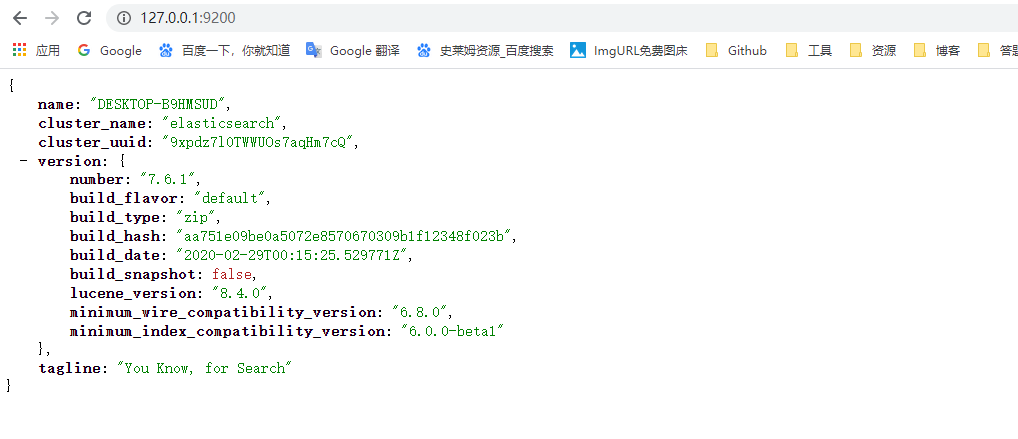 127.0.0.1:9200
应用 Google 百度一下，你就知道 Google 翻译 史莱姆资源_百度搜索 ImgURL免费图床 Github 工具 资源 博客 答题
{
name: "DESKTOP-B9HMSUD",
cluster_name: "elasticsearch",
cluster_uuid: "9xpdz7l0TWWUOs7aqHm7cQ",
- version: {
number: "7.6.1",
build_flavor: "default",
build_type: "zip",
build_hash: "aa751e09be0a5072e8570670309b1f12348f023b",
build_date: "2020-02-29T00:15:25.529771Z",
build_snapshot: false,
lucene_version: "8.4.0",
minimum_wire_compatibility_version: "6.8.0",
minimum_index_compatibility_version: "6.0.0-beta1"
},
tagline: "You Know, for Search"
}